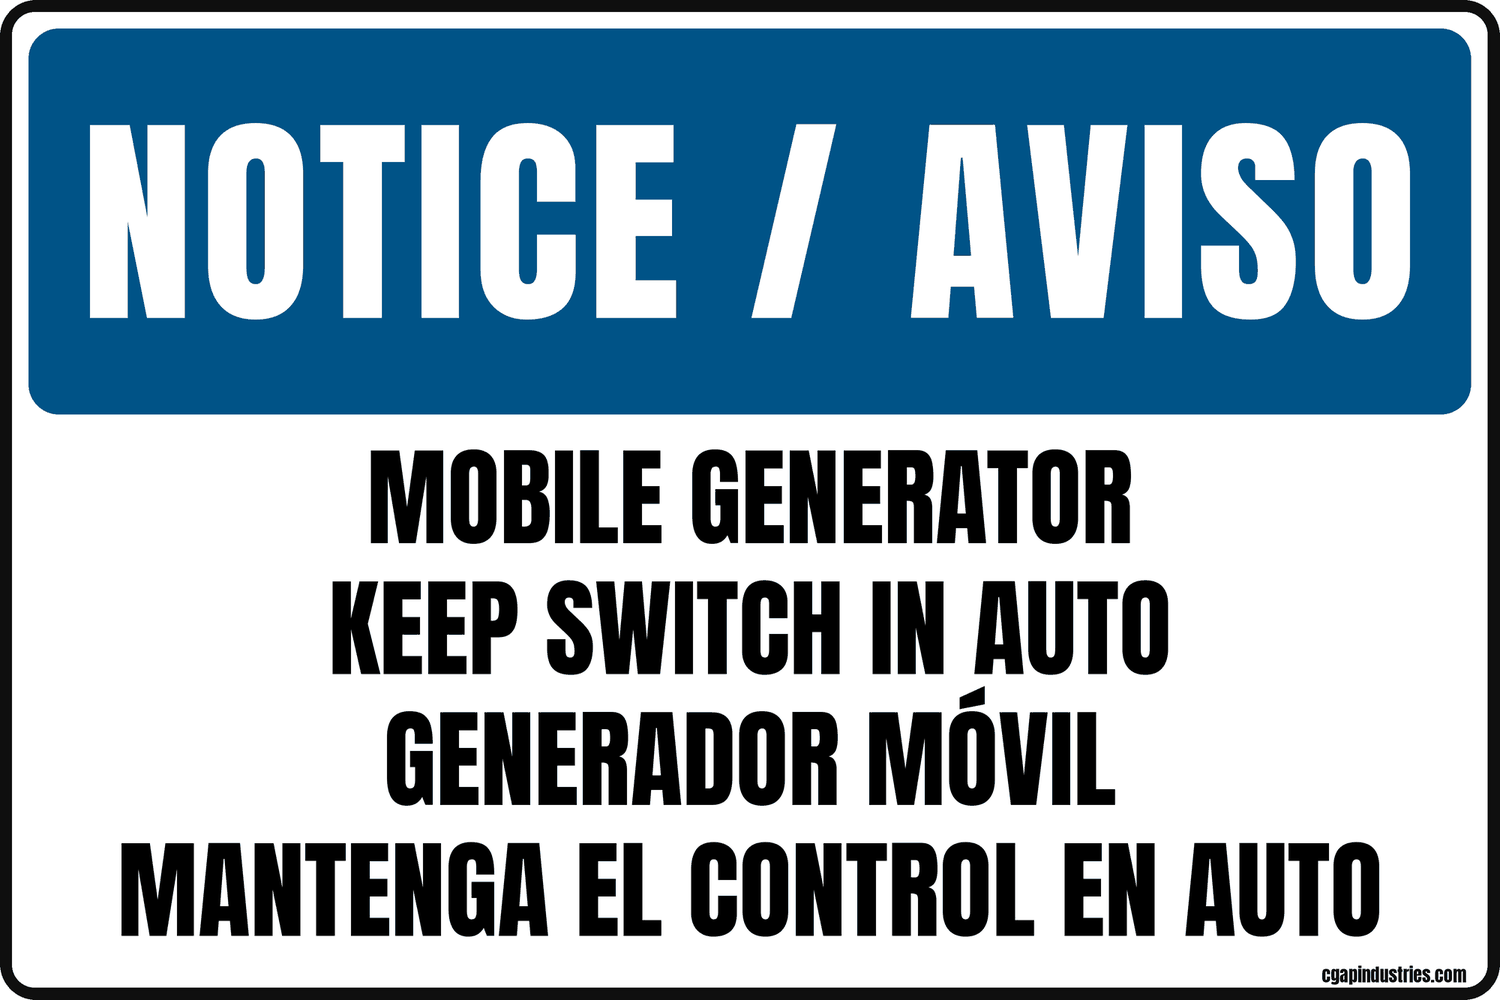 NOTICE / AVISO
MOBILE GENERATOR
KEEP SWITCH IN AUTO
GENERADOR MÓVIL
MANTENGA EL CONTROL EN AUTO
cgapindustries.com